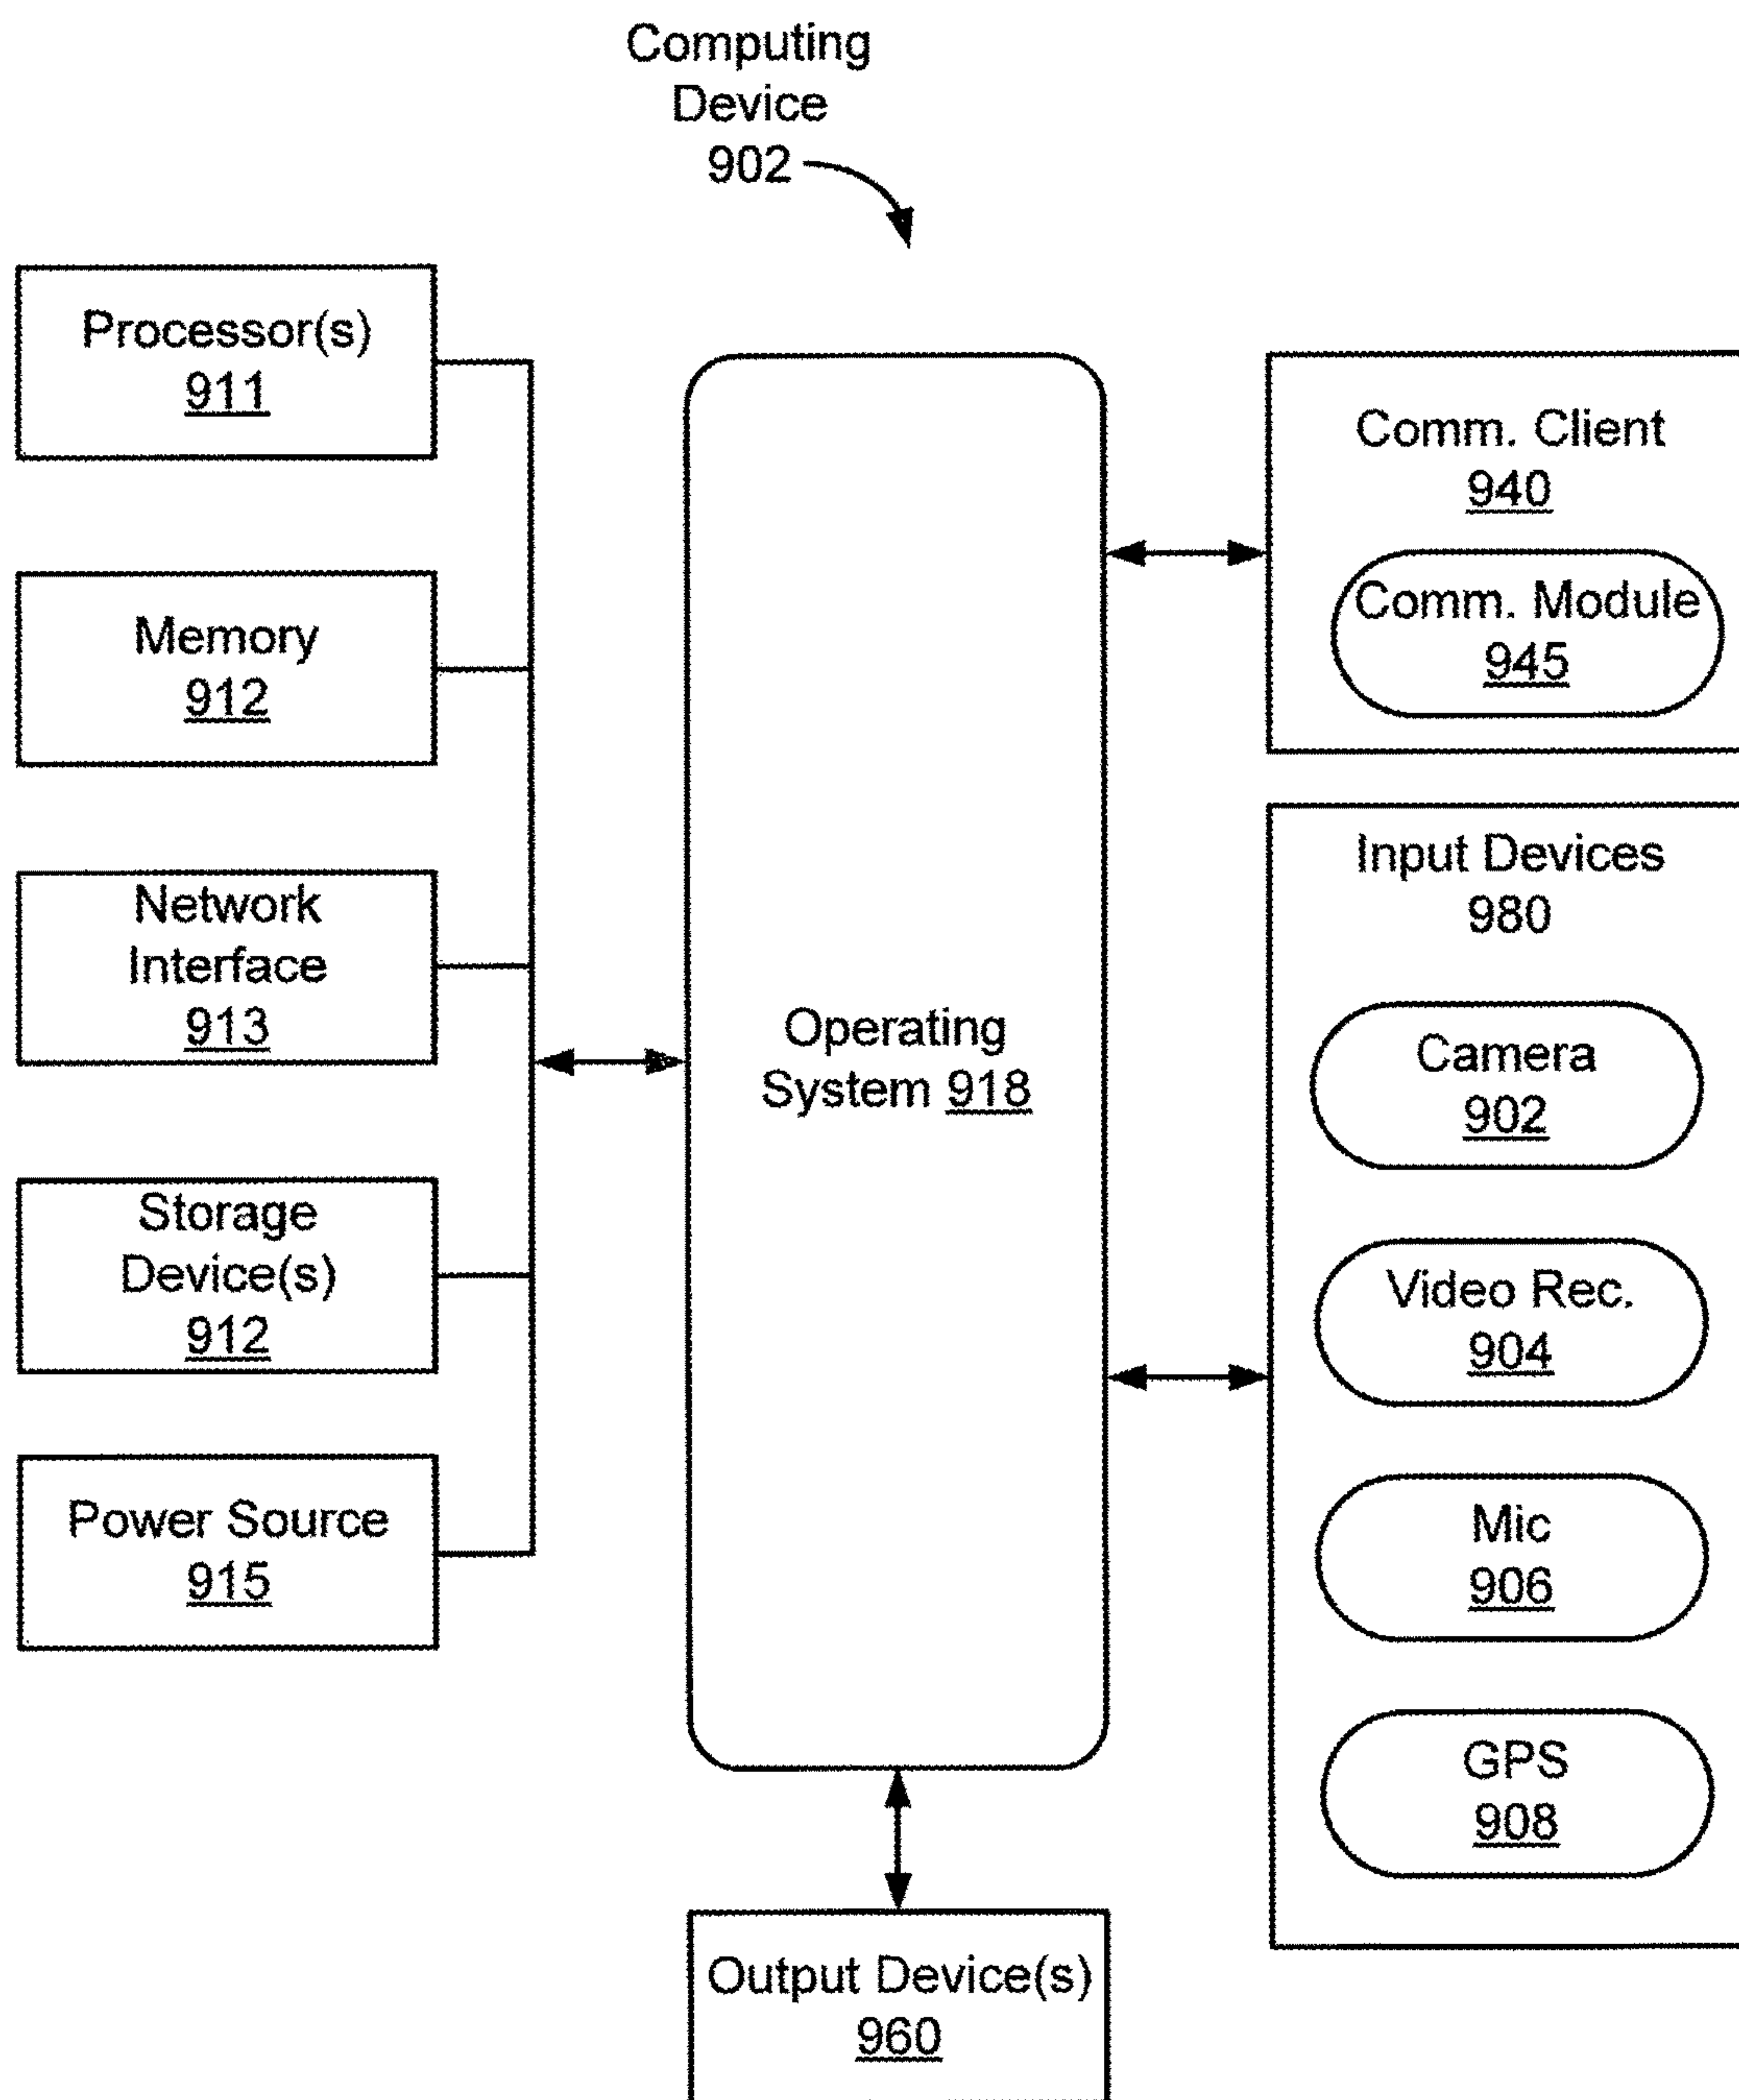 Computing
Device
902
Processor(s)
911
Memory
912
Network
Interface
913
Storage
Device(s)
912
Power Source
915
Operating
System 918
Comm. Client
940
Comm. Module
945
Input Devices
980
Camera
902
Video Rec.
904
Mic
906
GPS
908
Output Device(s)
960